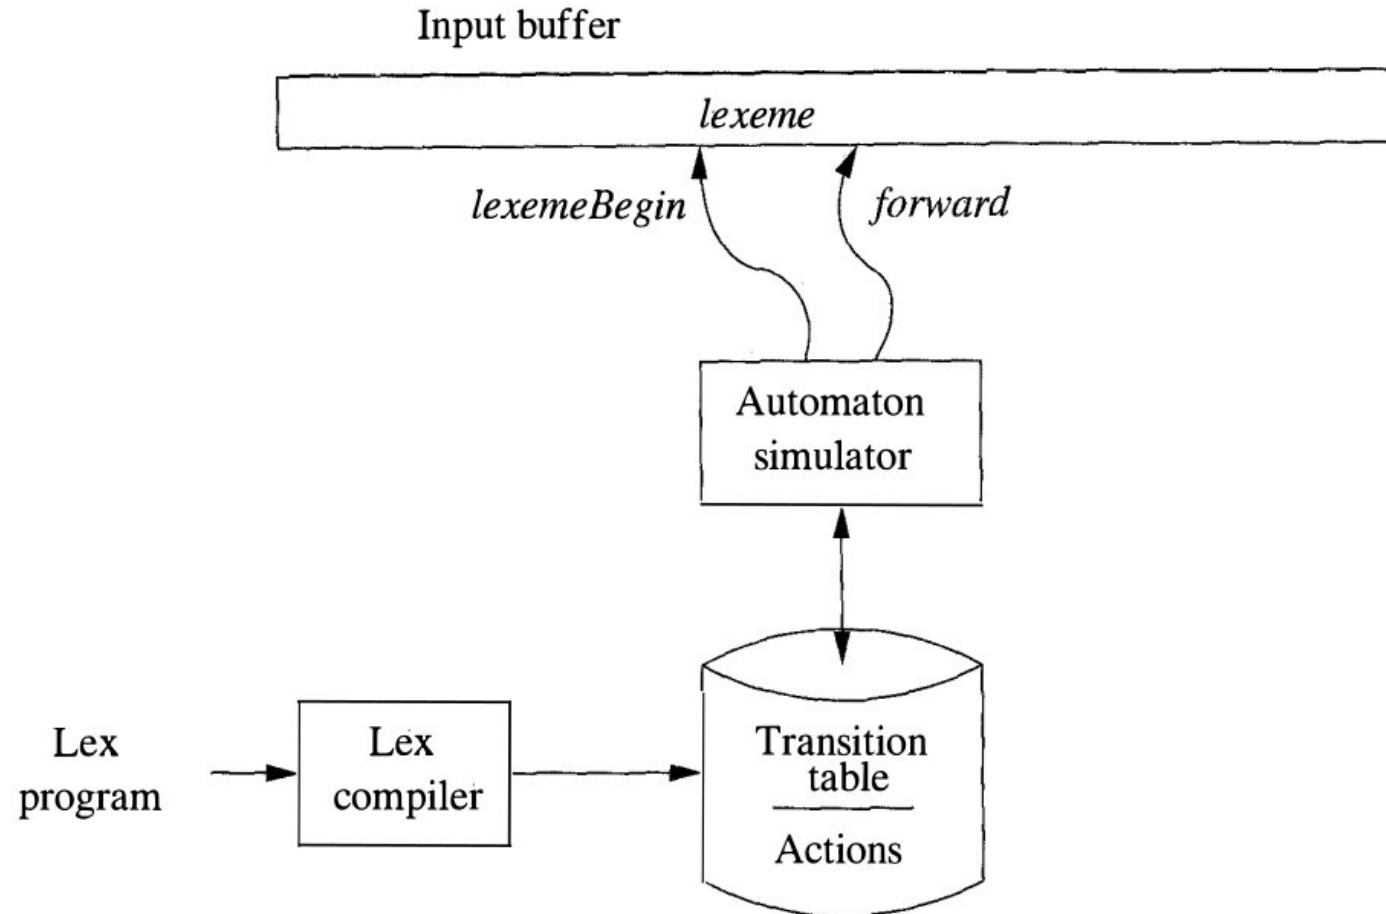 Input buffer
lexeme
lexemeBegin
forward
Automaton
simulator
Lex
program
Lex
compiler
Transition
table
Actions